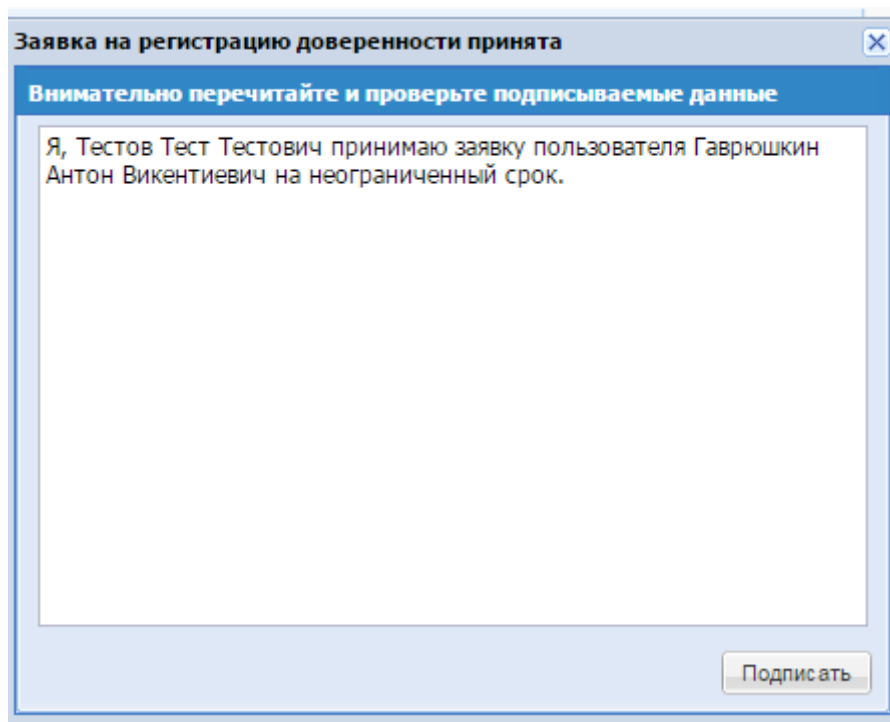 Заявка на регистрацию доверенности принята
Внимательно перечитайте и проверьте подписываемые данные
Я, Тестов Тест Тестович принимаю заявку пользователя Гаврюшкин
Антон Викентиевич на неограниченный срок.
Подписать